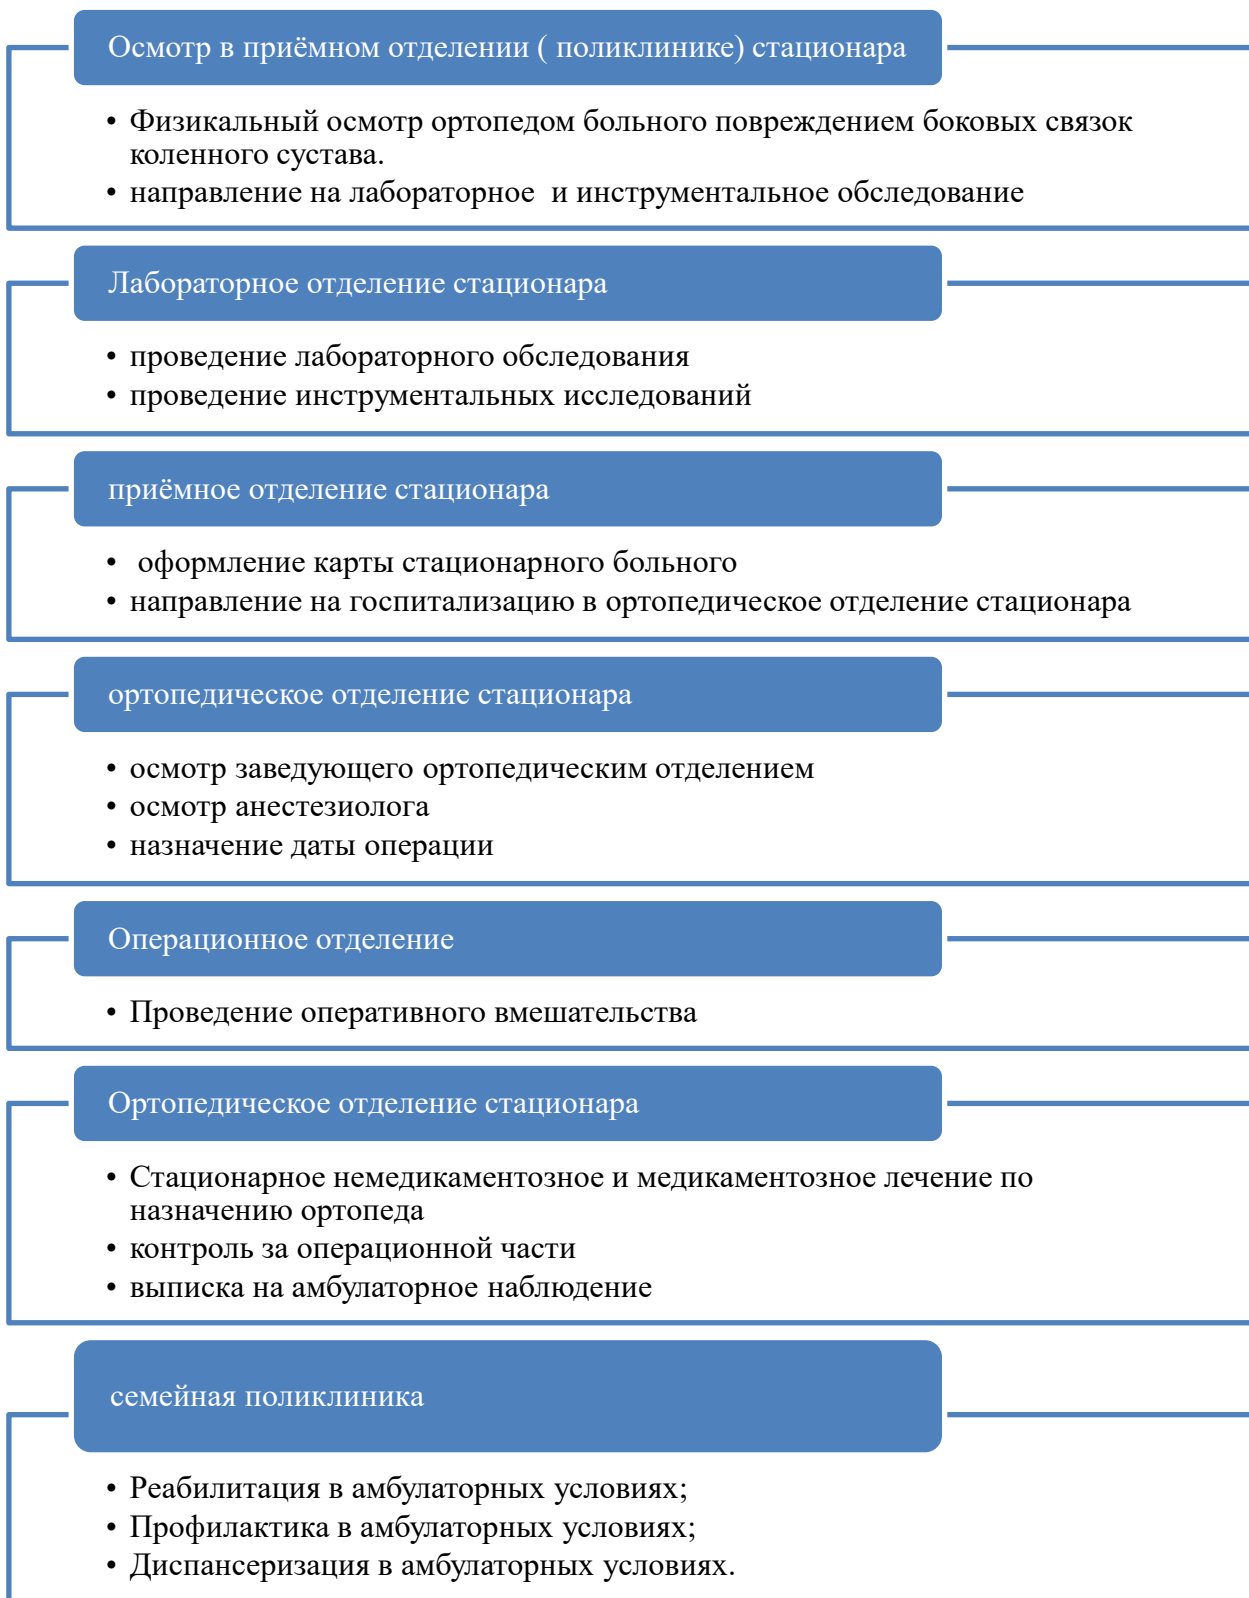 Осмотр в приёмном отделении ( поликлинике) стационара
• Физикальный осмотр ортопедом больного повреждением боковых связок
коленного сустава.
• направление на лабораторное  и инструментальное обследование
Лабораторное отделение стационара
• проведение лабораторного обследования
• проведение инструментальных исследований
приёмное отделение стационара
•  оформление карты стационарного больного
• направление на госпитализацию в ортопедическое отделение стационара
ортопедическое отделение стационара
• осмотр заведующего ортопедическим отделением
• осмотр анестезиолога
• назначение даты операции
Операционное отделение
• Проведение оперативного вмешательства
Ортопедическое отделение стационара
• Стационарное немедикаментозное и медикаментозное лечение по
назначению ортопеда
• контроль за операционной части
• выписка на амбулаторное наблюдение
семейная поликлиника
• Реабилитация в амбулаторных условиях;
• Профилактика в амбулаторных условиях;
• Диспансеризация в амбулаторных условиях.